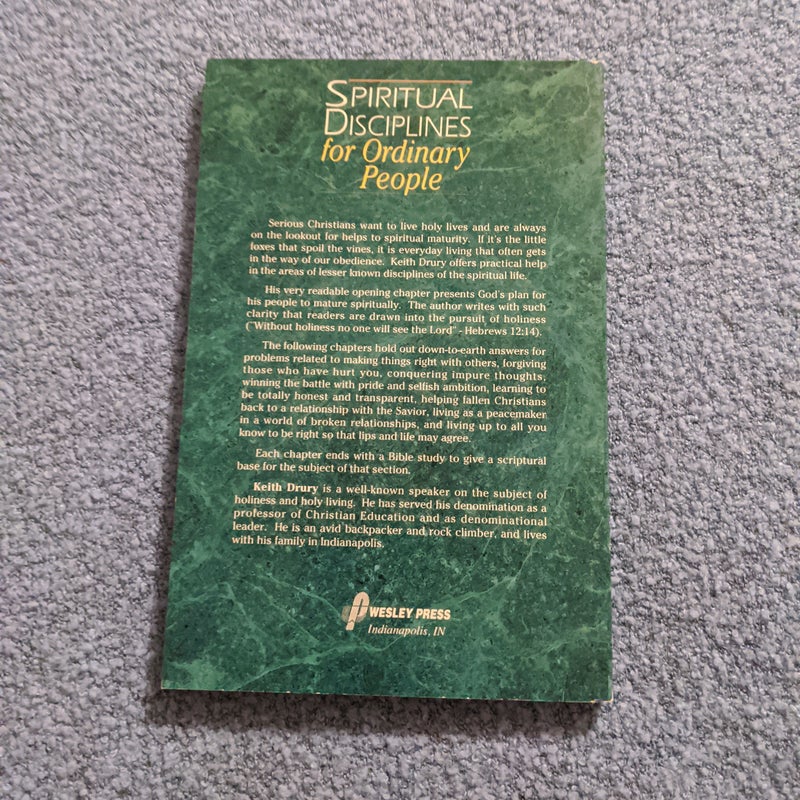 SPIRITUAL
DISCIPLINES
for Ordinary
People
Serious Christians want to live holy lives and are always
on the lookout for helps to spiritual maturity. If it's the little
foxes that spoil the vines, it is everyday living that often gets
in the way of our obedience. Keith Drury offers practical help
in the areas of lesser known disciplines of the spiritual life.
His very readable opening chapter presents God's plan for
his people to mature spiritually. The author writes with such
clarity that readers are drawn into the pursuit of holiness
("Without holiness no one will see the Lord" - Hebrews 12:14).
The following chapters hold out down-to-earth answers for
problems related to making things right with others, forgiving
those who have hurt you, conquering impure thoughts,
winning the battle with pride and selfish ambition, learning to
be totally honest and transparent, helping fallen Christians
back to a relationship with the Savior, living as a peacemaker
in a world of broken relationships, and living up to all you
know to be right so that lips and life may agree.
Each chapter ends with a Bible study to give a scriptural
base for the subject of that section.
Keith Drury is a well-known speaker on the subject of
holiness and holy living. He has served his denomination as a
professor of Christian Education and as denominational
leader. He is an avid backpacker and rock climber, and lives
with his family in Indianapolis.
WESLEY PRESS
Indianapolis, IN